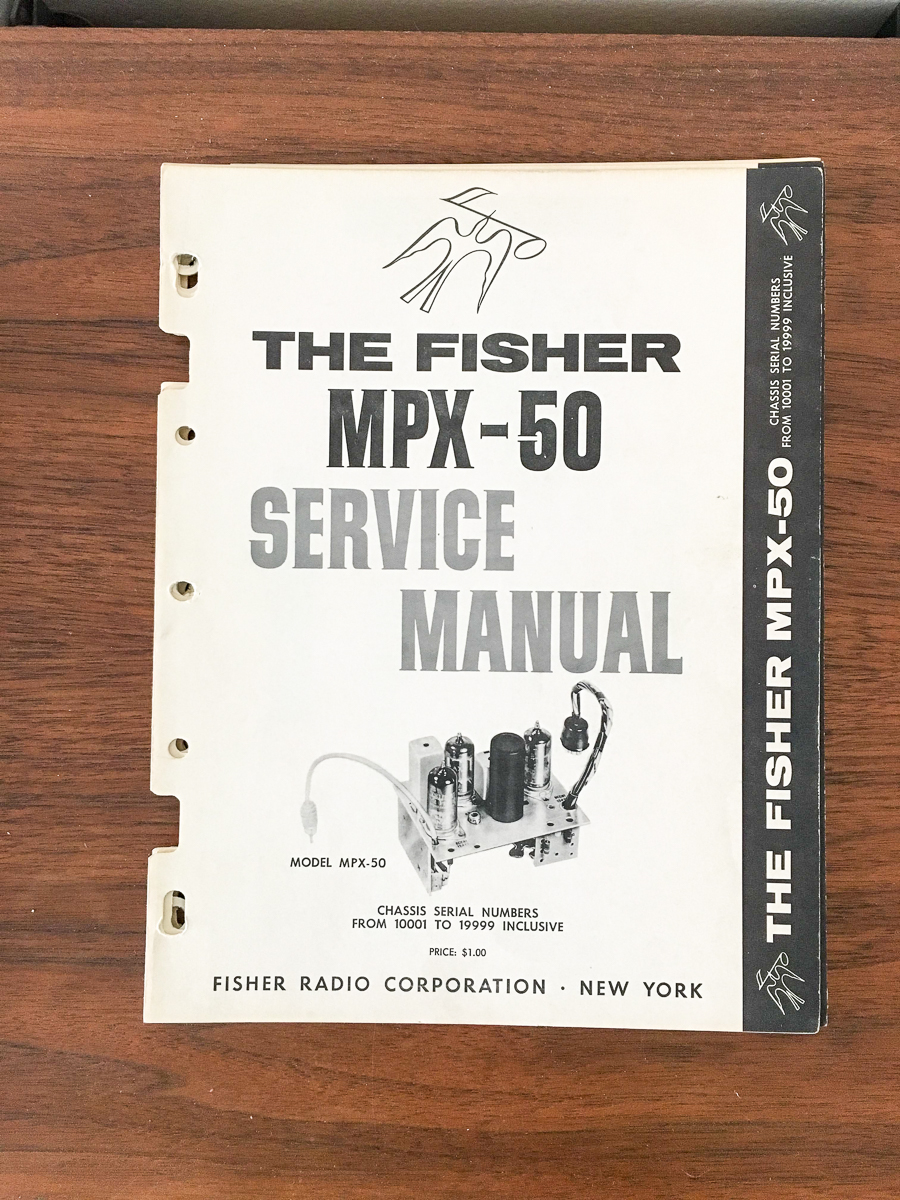 THE FISHER
MPX-50
SERVICE
MANUAL
MODEL MPX-50
CHASSIS SERIAL NUMBERS
FROM 10001 TO 19999 INCLUSIVE
PRICE: $1.00
FISHER RADIO CORPORATION · NEW YORK
THE FISHER MPX-50
CHASSIS SERIAL NUMBERS
FROM 10001 TO 19999 INCLUSIVE